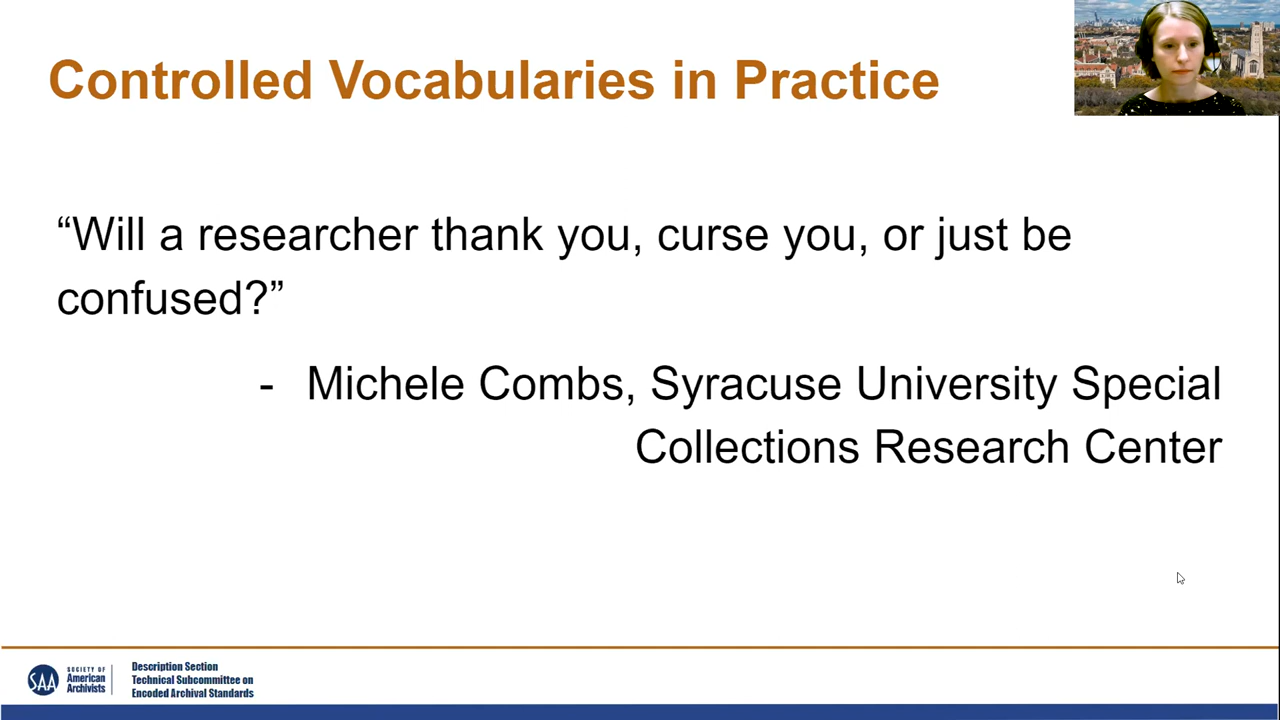 Controlled Vocabularies in Practice
“Will a researcher thank you, curse you, or just be
confused?”
- Michele Combs, Syracuse University Special
Collections Research Center
SAA
SOCIETY OF
American
Archivists
Description Section
Technical Subcommittee on
Encoded Archival Standards